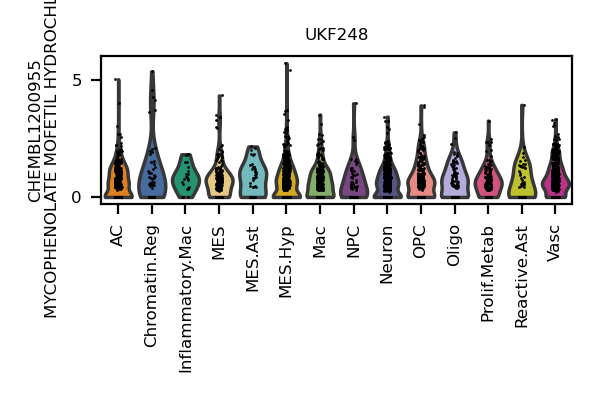 UKF248
CHEMBL1200955
MYCOPHENOLATE MOFETIL
5
0
AC
Chromatin.Reg
Inflammatory.Mac
MES
MES.Ast
MES.Hyp
Mac
NPC
Neuron
OPC
Oligo
Prolif.Metab
Reactive.Ast
Vasc